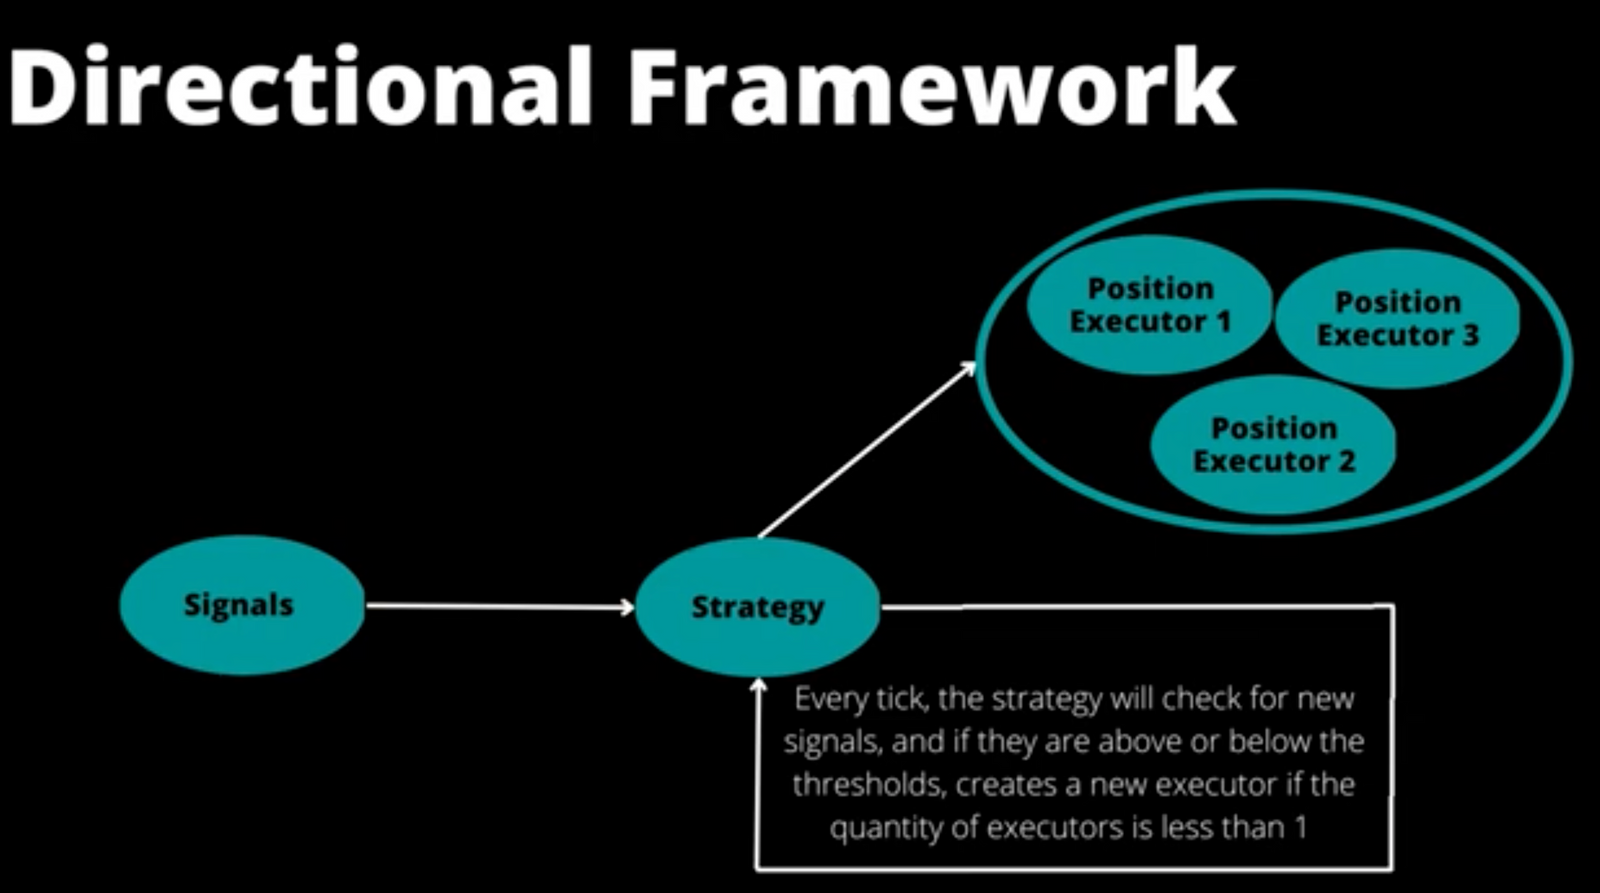 Directional Framework
Position
Executor 1
Position
Executor 3
Position
Executor 2
Signals
Strategy
Every tick, the strategy will check for new
signals, and if they are above or below the
thresholds, creates a new executor if the
quantity of executors is less than 1